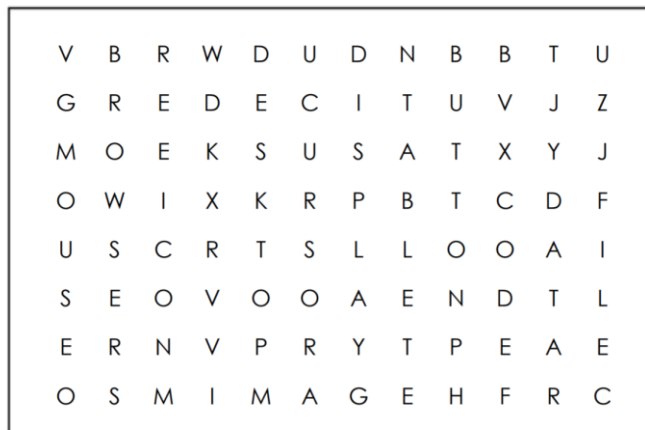 V B R W D U D N B B T U
G R E D E C I T U V J Z
M O E K S U S A T X Y J
O W I X K R P B T C D F
U S C R T S L L O O A I
S E O V O O A E N D T L
E R N V P R Y T P E A E
O S M I M A G E H F R C